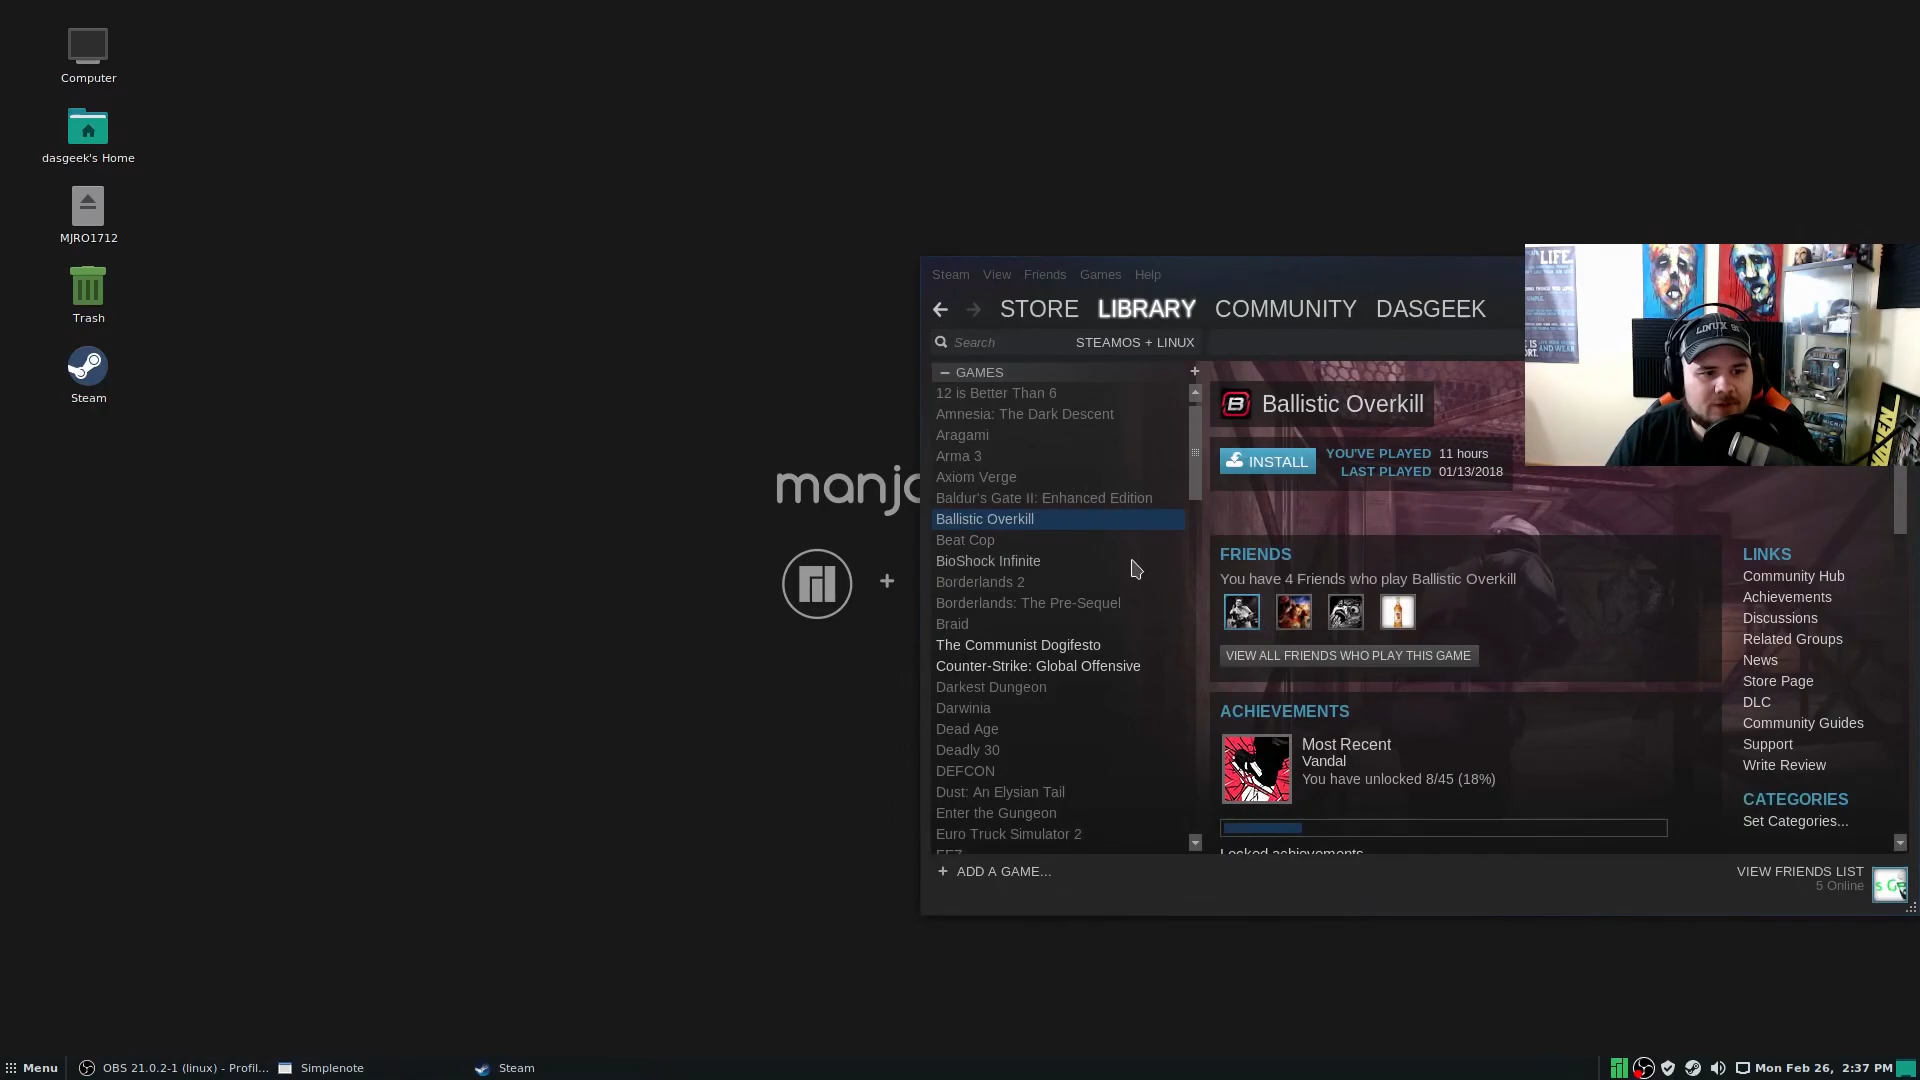 Computer
dasgeek's Home
MJRO1712
Trash
Steam
+
Steam View Friends Games Help
STORE LIBRARY COMMUNITY DASGEEK
Search STEAMOS + LINUX
− GAMES +
12 is Better Than 6
Amnesia: The Dark Descent
Aragami
Arma 3
Axiom Verge
Baldur's Gate II: Enhanced Edition
Ballistic Overkill
Beat Cop
BioShock Infinite
Borderlands 2
Borderlands: The Pre-Sequel
Braid
The Communist Dogifesto
Counter-Strike: Global Offensive
Darkest Dungeon
Darwinia
Dead Age
Deadly 30
DEFCON
Dust: An Elysian Tail
Enter the Gungeon
Euro Truck Simulator 2
+ ADD A GAME...
Ballistic Overkill
INSTALL
YOU'VE PLAYED 11 hours
LAST PLAYED 01/13/2018
FRIENDS
You have 4 Friends who play Ballistic Overkill
VIEW ALL FRIENDS WHO PLAY THIS GAME
ACHIEVEMENTS
Most Recent
Vandal
You have unlocked 8/45 (18%)
Locked achievements
LINKS
Community Hub
Achievements
Discussions
Related Groups
News
Store Page
DLC
Community Guides
Support
Write Review
CATEGORIES
Set Categories...
VIEW FRIENDS LIST
5 Online
LIFE
LINUX
Menu OBS 21.0.2-1 (linux) - Profil... Simplenote Steam Mon Feb 26, 2:37 PM